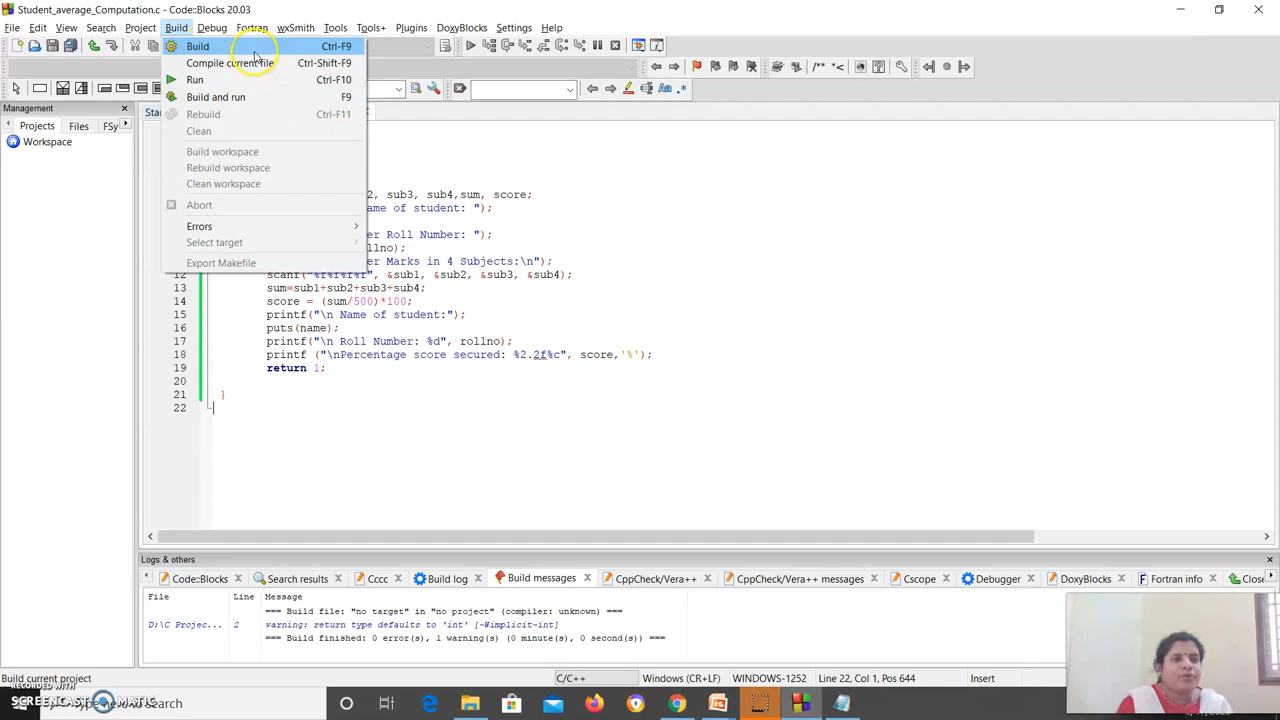 Student_average_Computation.c - Code::Blocks 20.03
File Edit View Search Project Build Debug Fortran wxSmith Tools Tools+ Plugins DoxyBlocks Settings Help
Build Ctrl-F9
Compile current file Ctrl-Shift-F9
Run Ctrl-F10
Build and run F9
Rebuild Ctrl-F11
Clean
Build workspace
Rebuild workspace
Clean workspace
Abort
Errors
Select target
Export Makefile
Management
Projects Files FSy
Workspace
Star
2, sub3, sub4,sum, score;
ame of student: ");
er Roll Number: ");
llno);
er Marks in 4 Subjects:\n");
12 scanf("%f%f%f%f", &sub1, &sub2, &sub3, &sub4);
13 sum=sub1+sub2+sub3+sub4;
14 score = (sum/500)*100;
15 printf("\n Name of student:");
16 puts(name);
17 printf("\n Roll Number: %d", rollno);
18 printf ("\nPercentage score secured: %2.2f%c", score,'%');
19 return 1;
20
21 }
22
Logs & others
Code::Blocks Search results Cccc Build log Build messages CppCheck/Vera++ CppCheck/Vera++ messages Cscope Debugger DoxyBlocks Fortran info Close
File Line Message
=== Build file: "no target" in "no project" (compiler: unknown) ===
D:\C Projec... 2 warning: return type defaults to 'int' [-Wimplicit-int]
=== Build finished: 0 error(s), 1 warning(s) (0 minute(s), 0 second(s)) ===
Build current project C/C++ Windows (CR+LF) WINDOWS-1252 Line 22, Col 1, Pos 644 Insert
RECORDED WITH
SCREENCAST MATIC
here to search